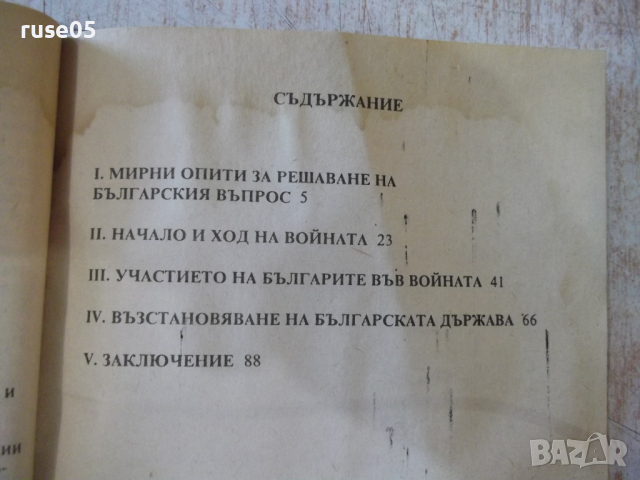 ruse05
СЪДЪРЖАНИЕ
I. МИРНИ ОПИТИ ЗА РЕШАВАНЕ НА
БЪЛГАРСКИЯ ВЪПРОС 5
II. НАЧАЛО И ХОД НА ВОЙНАТА 23
III. УЧАСТИЕТО НА БЪЛГАРИТЕ ВЪВ ВОЙНАТА 41
IV. ВЪЗСТАНОВЯВАНЕ НА БЪЛГАРСКАТА ДЪРЖАВА 66
V. ЗАКЛЮЧЕНИЕ 88
и
ии
BAZAR